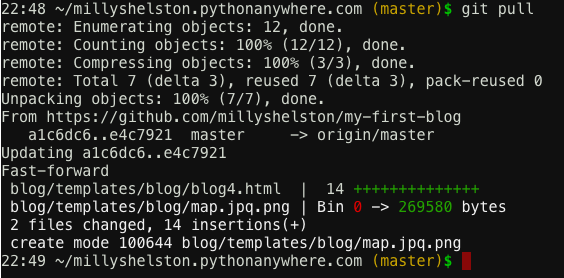 22:48 ~/millyshelston.pythonanywhere.com (master)$ git pull
remote: Enumerating objects: 12, done.
remote: Counting objects: 100% (12/12), done.
remote: Compressing objects: 100% (3/3), done.
remote: Total 7 (delta 3), reused 7 (delta 3), pack-reused 0
Unpacking objects: 100% (7/7), done.
From https://github.com/millyshelston/my-first-blog
   a1c6dc6..e4c7921  master     -> origin/master
Updating a1c6dc6..e4c7921
Fast-forward
 blog/templates/blog/blog4.html  |  14 ++++++++++++++
 blog/templates/blog/map.jpq.png | Bin 0 -> 269580 bytes
 2 files changed, 14 insertions(+)
 create mode 100644 blog/templates/blog/map.jpq.png
22:49 ~/millyshelston.pythonanywhere.com (master)$